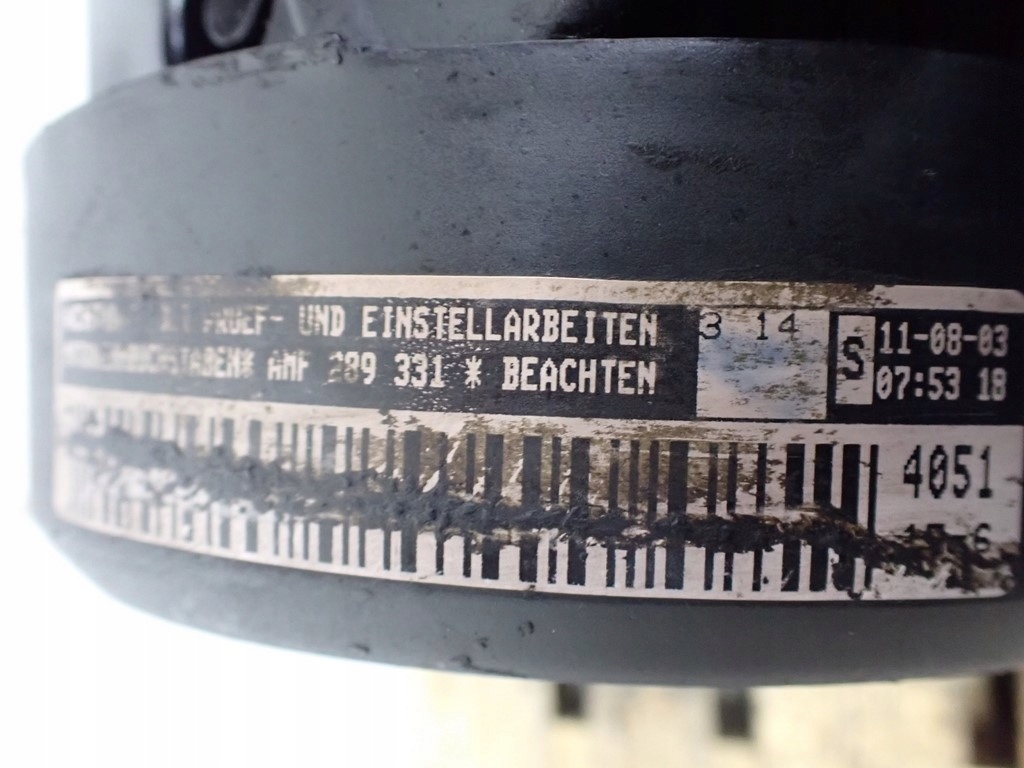 UND EINSTELLARBEITEN 3 14 S 11-08-03
AMF 289 331 * BEACHTEN 07:53 18
4051